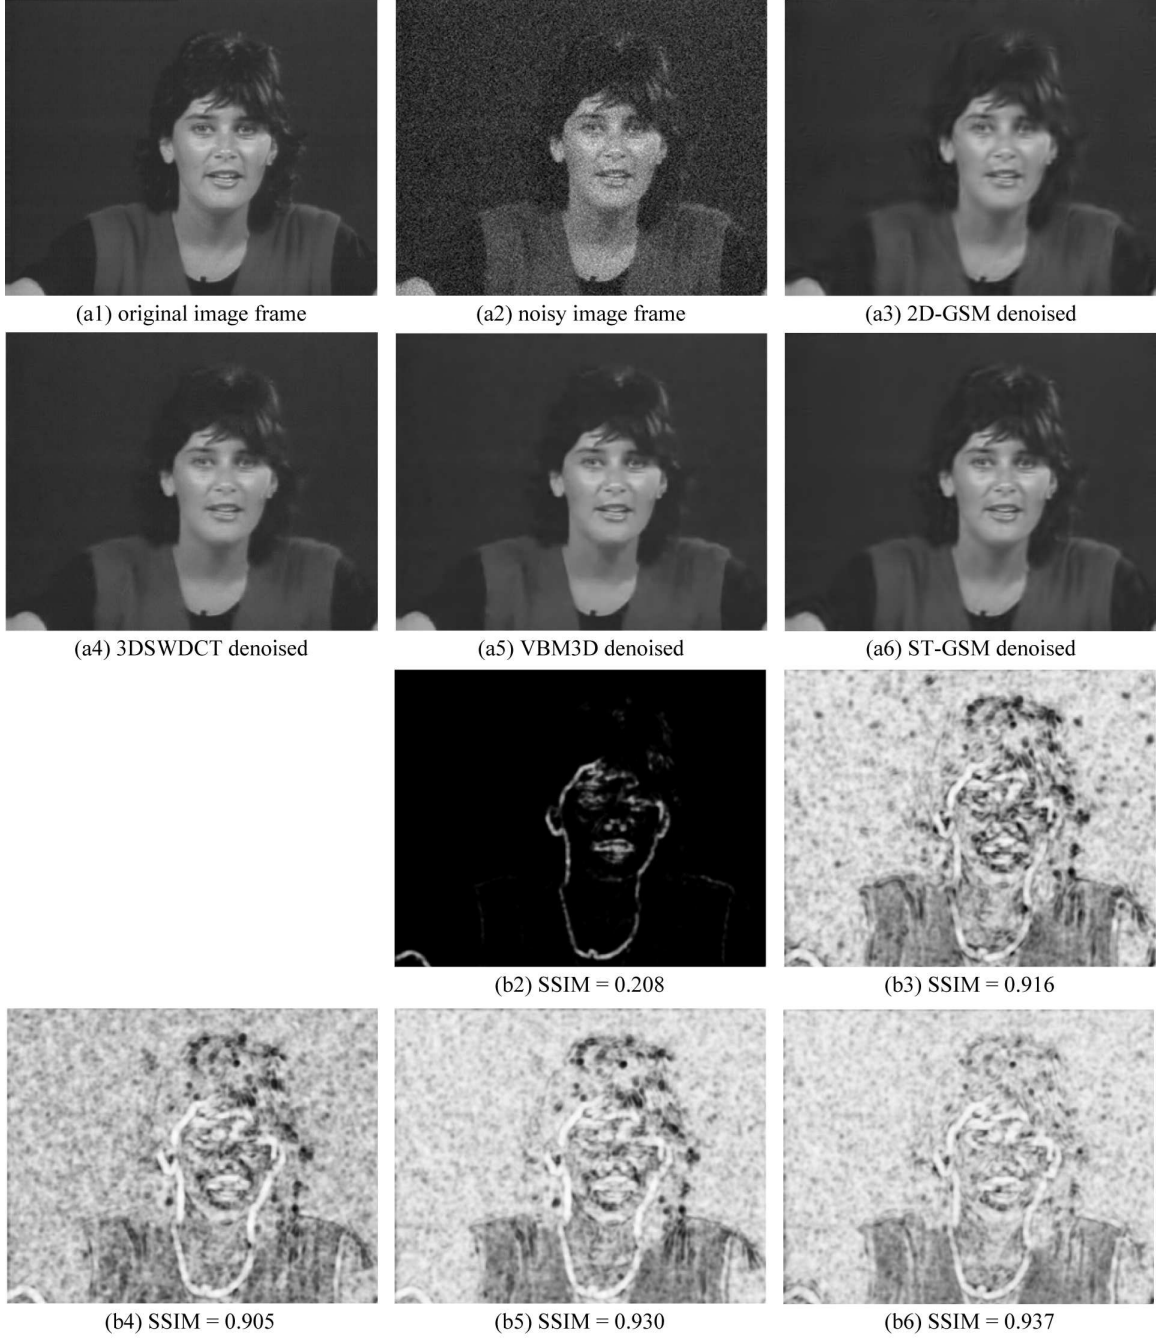 (a1) original image frame
(a2) noisy image frame
(a3) 2D-GSM denoised
(a4) 3DSWDCT denoised
(a5) VBM3D denoised
(a6) ST-GSM denoised
(b2) SSIM = 0.208
(b3) SSIM = 0.916
(b4) SSIM = 0.905
(b5) SSIM = 0.930
(b6) SSIM = 0.937